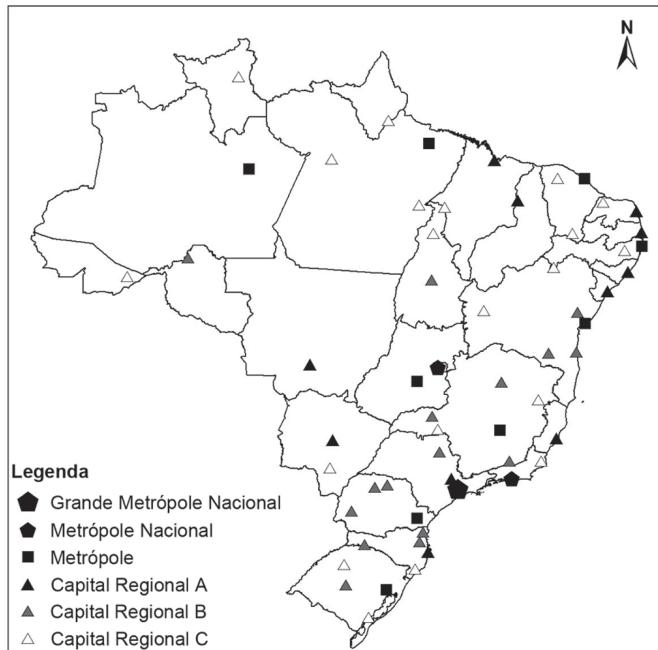 N
Legenda
Grande Metrópole Nacional
Metrópole Nacional
Metrópole
Capital Regional A
Capital Regional B
Capital Regional C